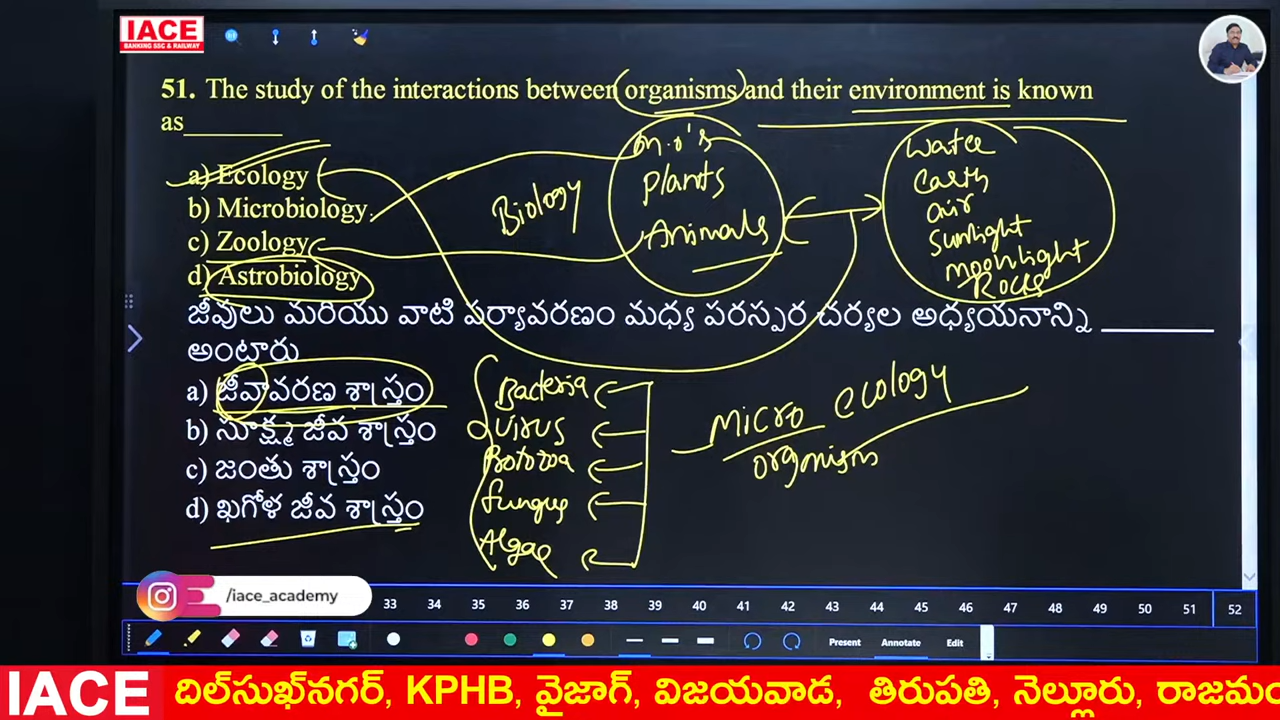 IACE
BANKING SSC & RAILWAY
51. The study of the interactions between organisms and their environment is known
as________
a) Ecology
b) Microbiology.
c) Zoology
d) Astrobiology
Biology
m.o's
Plants
Animals
Water
Earth
air
Sunlight
moonlight
Rocks
జీవులు మరియు వాటి పర్యావరణం మధ్య పరస్పర చర్యల అధ్యయనాన్ని ________
అంటారు
a) జీవావరణ శాస్త్రం
b) సూక్ష్మ జీవ శాస్త్రం
c) జంతు శాస్త్రం
d) ఖగోళ జీవ శాస్త్రం
Bacteria
Virus
Fungus
Algae
Micro ecology
organism
/iace_academy
33 34 35 36 37 38 39 40 41 42 43 44 45 46 47 48 49 50 51 52
Present Annotate Edit
IACE దిల్‌సుఖ్‌నగర్, KPHB, వైజాగ్, విజయవాడ, తిరుపతి, నెల్లూరు,